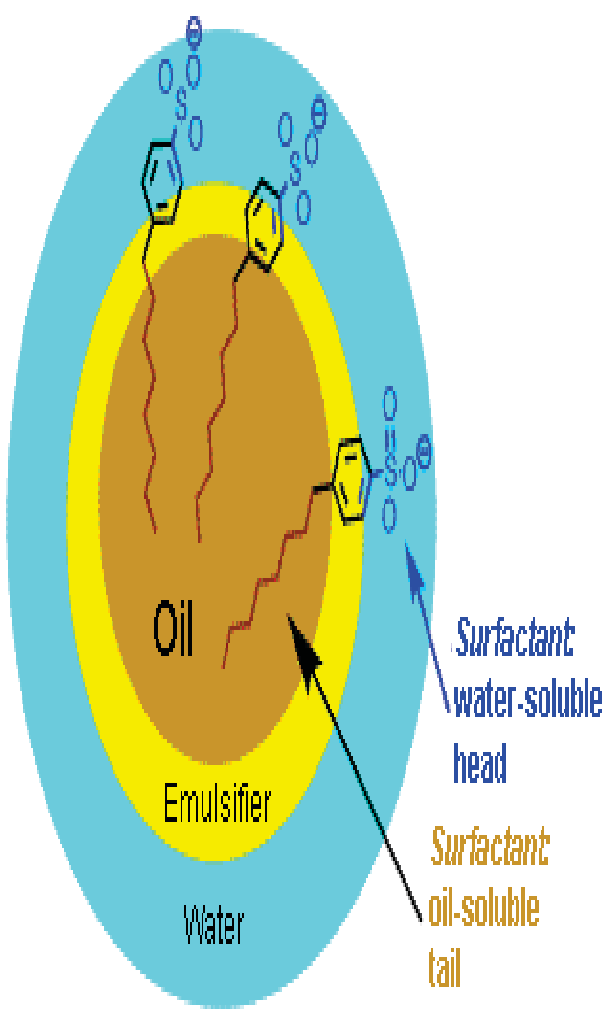 ⊖
O O
S
O
O ⊖
O
S
O
O
⊖
S O
O
Oil
Surfactant:
water-soluble
head
Emulsifier
Surfactant:
oil-soluble
tail
Water